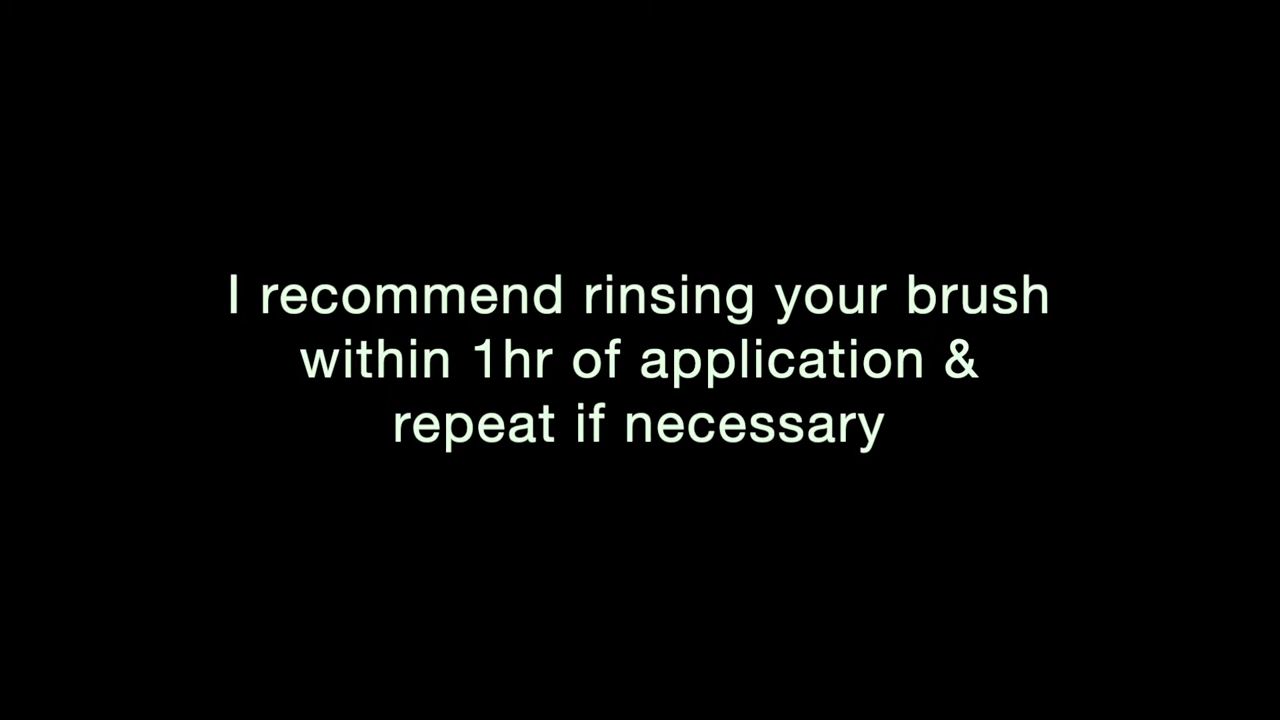 I recommend rinsing your brush
within 1hr of application &
repeat if necessary